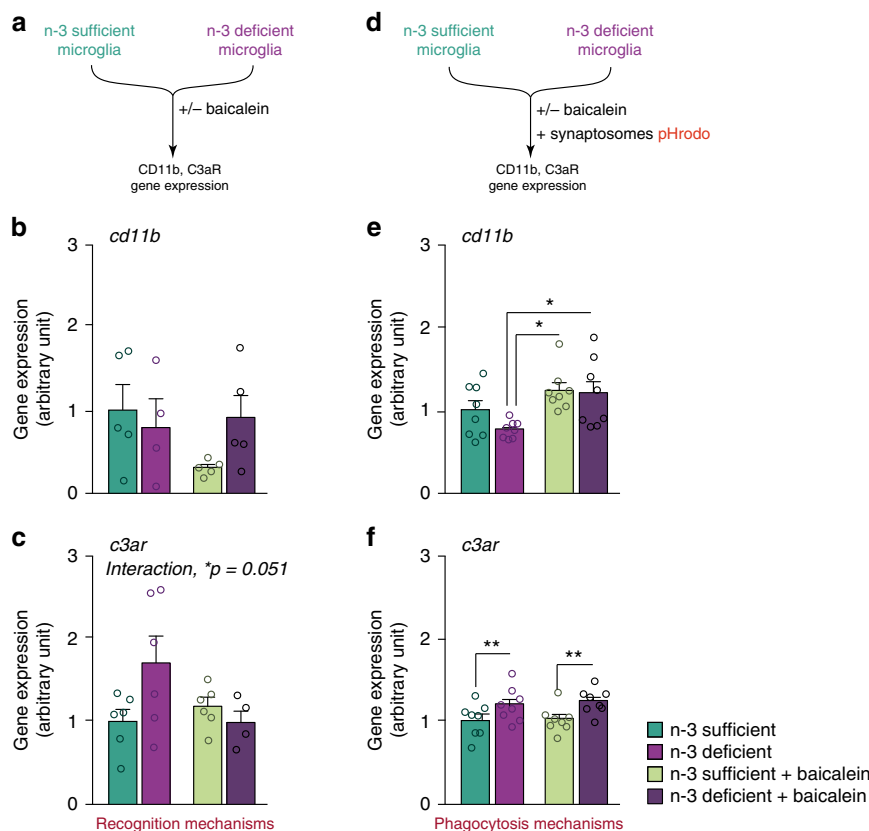 a
n-3 sufficient
microglia
n-3 deficient
microglia
+/– baicalein
CD11b, C3aR
gene expression
d
n-3 sufficient
microglia
n-3 deficient
microglia
+/– baicalein
+ synaptosomes pHrodo
CD11b, C3aR
gene expression
b
cd11b
Gene expression
(arbitrary unit)
3
2
1
0
e
cd11b
Gene expression
(arbitrary unit)
3
2
1
0
*
*
c
c3ar
Interaction, *p = 0.051
Gene expression
(arbitrary unit)
3
2
1
0
Recognition mechanisms
f
c3ar
Gene expression
(arbitrary unit)
3
2
1
0
**
**
Phagocytosis mechanisms
n-3 sufficient
n-3 deficient
n-3 sufficient + baicalein
n-3 deficient + baicalein